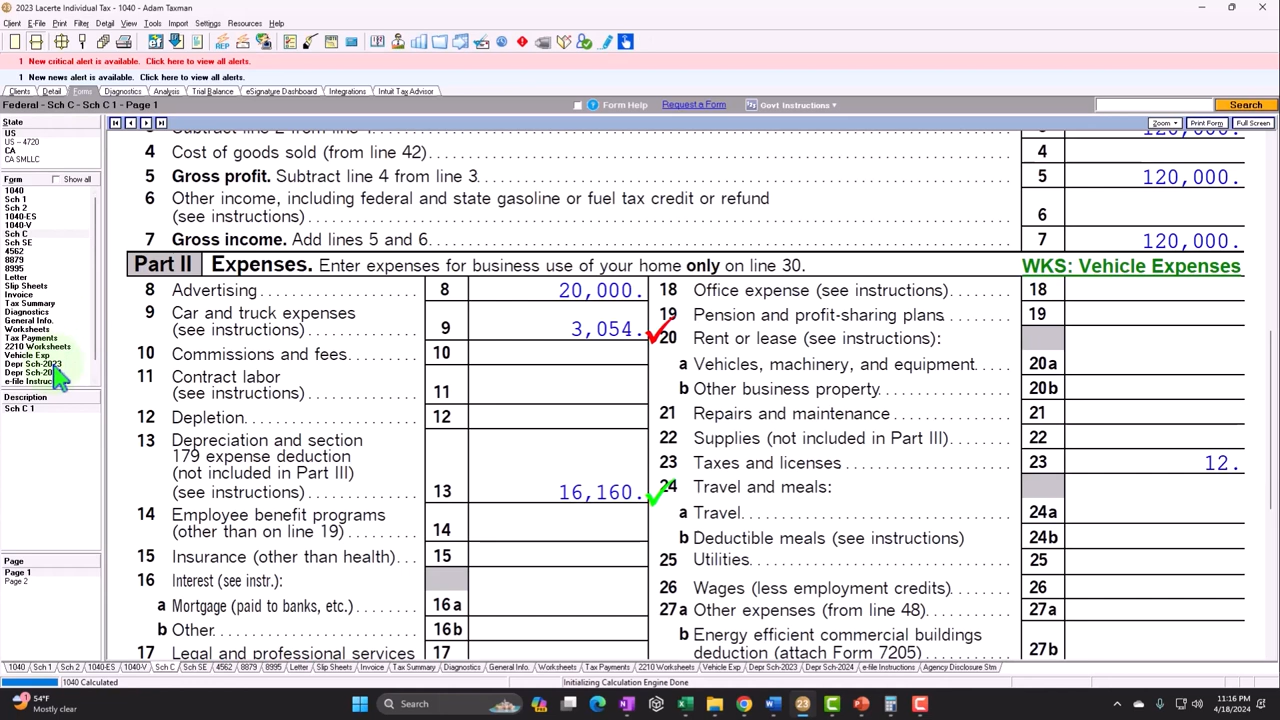 2023 Lacerte Individual Tax - 1040 - Adam Taxman
Client E-File Print Filter Detail View Tools Import Settings Resources Help
1 New critical alert is available. Click here to view all alerts.
1 New news alert is available. Click here to view all alerts.
Clients Detail Forms Diagnostics Analysis Trial Balance eSignature Dashboard Integrations Intuit Tax Advisor
Federal - Sch C - Sch C 1 - Page 1
Form Help Request a Form Govt Instructions Search
State
US
US - 4720
CA
CA SMLLC
Form Show all
1040
Sch 1
Sch 2
1040-ES
1040-V
Sch C
Sch SE
4562
8879
8995
Letter
Slip Sheets
Invoice
Tax Summary
Diagnostics
General Info.
Worksheets
Tax Payments
2210 Worksheets
Vehicle Exp
Depr Sch-2023
Depr Sch-20
e-file Instruc
Description
Sch C 1
Page
Page 1
Page 2
Zoom Print Form Full Screen
3 Subtract line 2 from line 1 3 120,000.
4 Cost of goods sold (from line 42) 4
5 Gross profit. Subtract line 4 from line 3 5 120,000.
6 Other income, including federal and state gasoline or fuel tax credit or refund
(see instructions) 6
7 Gross income. Add lines 5 and 6 7 120,000.
Part II Expenses. Enter expenses for business use of your home only on line 30. WKS: Vehicle Expenses
8 Advertising 8 20,000.
9 Car and truck expenses
(see instructions) 9 3,054.
10 Commissions and fees 10
11 Contract labor
(see instructions) 11
12 Depletion 12
13 Depreciation and section
179 expense deduction
(not included in Part III)
(see instructions) 13 16,160.
14 Employee benefit programs
(other than on line 19) 14
15 Insurance (other than health) 15
16 Interest (see instr.):
a Mortgage (paid to banks, etc.) 16a
b Other 16b
17 Legal and professional services 17
18 Office expense (see instructions) 18
19 Pension and profit-sharing plans 19
20 Rent or lease (see instructions):
a Vehicles, machinery, and equipment 20a
b Other business property 20b
21 Repairs and maintenance 21
22 Supplies (not included in Part III) 22
23 Taxes and licenses 23 12.
24 Travel and meals:
a Travel 24a
b Deductible meals (see instructions) 24b
25 Utilities 25
26 Wages (less employment credits) 26
27a Other expenses (from line 48) 27a
b Energy efficient commercial buildings
deduction (attach Form 7205) 27b
1040 Sch 1 Sch 2 1040-ES 1040-V Sch C Sch SE 4562 8879 8995 Letter Slip Sheets Invoice Tax Summary Diagnostics General Info. Worksheets Tax Payments 2210 Worksheets Vehicle Exp Depr Sch-2023 Depr Sch-2024 e-file Instructions Agency Disclosure Stm
1040 Calculated Initializing Calculation Engine Done
54°F
Mostly clear
Search
23
11:16 PM
4/18/2024